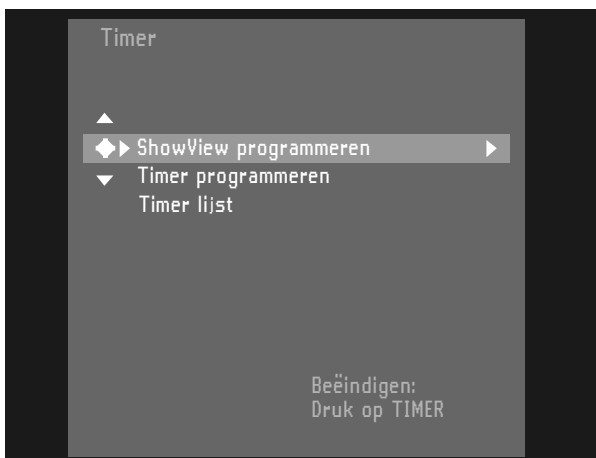 Timer
ShowView programmeren
Timer programmeren
Timer lijst
Beëindigen:
Druk op TIMER